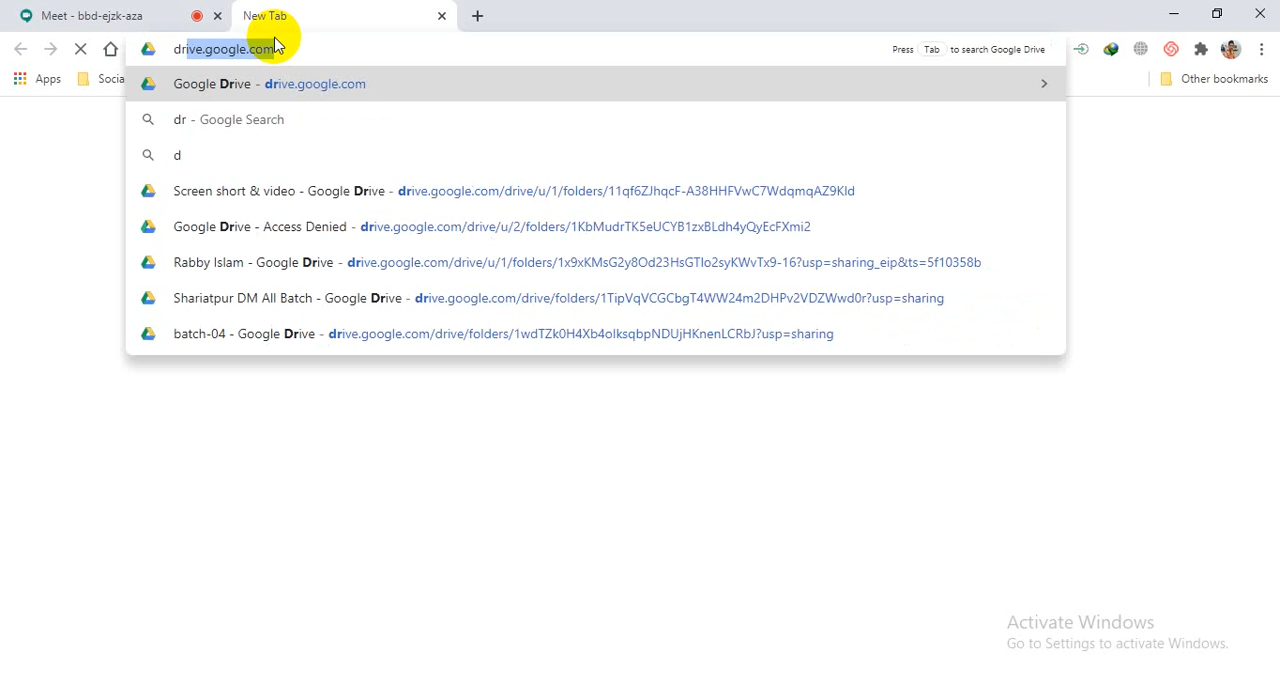 Meet - bbd-ejzk-aza
New Tab
drive.google.com
Press Tab to search Google Drive
Apps
Socia
Other bookmarks
Google Drive - drive.google.com
dr - Google Search
d
Screen short & video - Google Drive - drive.google.com/drive/u/1/folders/11qf6ZJhqcF-A38HHFVwC7WdqmqAZ9Kld
Google Drive - Access Denied - drive.google.com/drive/u/2/folders/1KbMudrTK5eUCYB1zxBLdh4yQyEcFXmi2
Rabby Islam - Google Drive - drive.google.com/drive/u/1/folders/1x9xKMsG2y8Od23HsGTIo2syKWvTx9-16?usp=sharing_eip&ts=5f10358b
Shariatpur DM All Batch - Google Drive - drive.google.com/drive/folders/1TipVqVCGCbgT4WW24m2DHPv2VDZWwd0r?usp=sharing
batch-04 - Google Drive - drive.google.com/drive/folders/1wdTZk0H4Xb4olksqbpNDUjHKnenLCRbJ?usp=sharing
Activate Windows
Go to Settings to activate Windows.